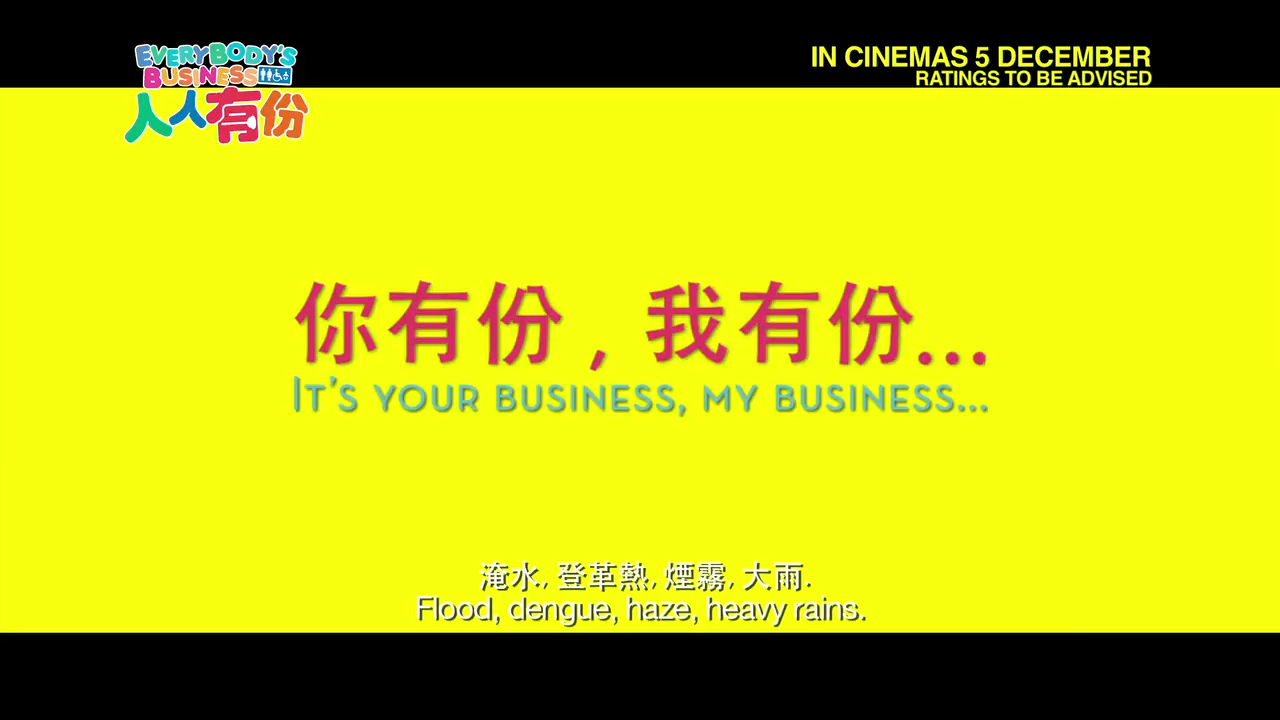 EVERYBODY'S
BUSINESS
人人有份
IN CINEMAS 5 DECEMBER
RATINGS TO BE ADVISED
你有份，我有份...
IT'S YOUR BUSINESS, MY BUSINESS...
淹水, 登革熱, 煙霧, 大雨.
Flood, dengue, haze, heavy rains.